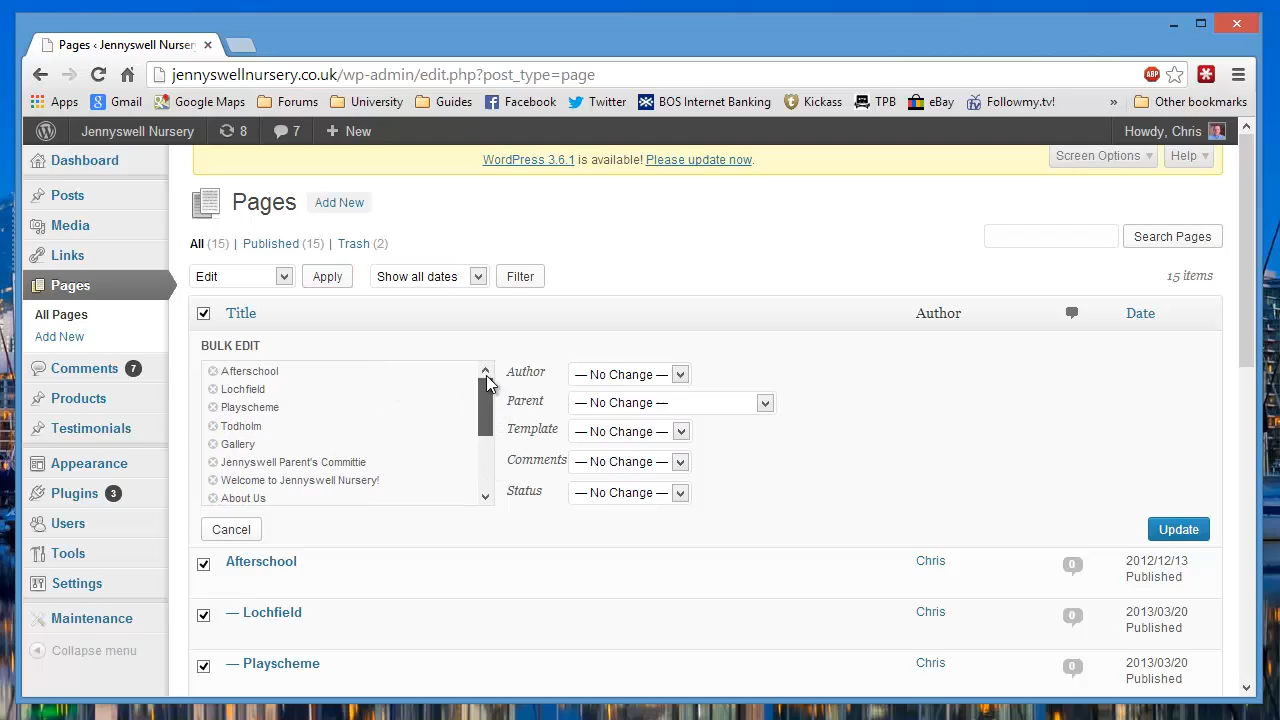 Pages ‹ Jennyswell Nurser
jennyswellnursery.co.uk/wp-admin/edit.php?post_type=page
ABP
Apps Gmail Google Maps Forums University Guides Facebook Twitter BOS Internet Banking Kickass TPB eBay Followmy.tv! » Other bookmarks
Jennyswell Nursery 8 7 + New Howdy, Chris
WordPress 3.6.1 is available! Please update now.
Screen Options Help
Dashboard
Posts
Media
Links
Pages
All Pages
Add New
Comments 7
Products
Testimonials
Appearance
Plugins 3
Users
Tools
Settings
Maintenance
Collapse menu
Pages Add New
All (15) | Published (15) | Trash (2)
Search Pages
Edit Apply Show all dates Filter 15 items
Title Author Date
BULK EDIT
Afterschool
Lochfield
Playscheme
Todholm
Gallery
Jennyswell Parent's Committie
Welcome to Jennyswell Nursery!
About Us
Author — No Change —
Parent — No Change —
Template — No Change —
Comments — No Change —
Status — No Change —
Cancel Update
Afterschool Chris 0 2012/12/13
Published
— Lochfield Chris 0 2013/03/20
Published
— Playscheme Chris 0 2013/03/20
Published